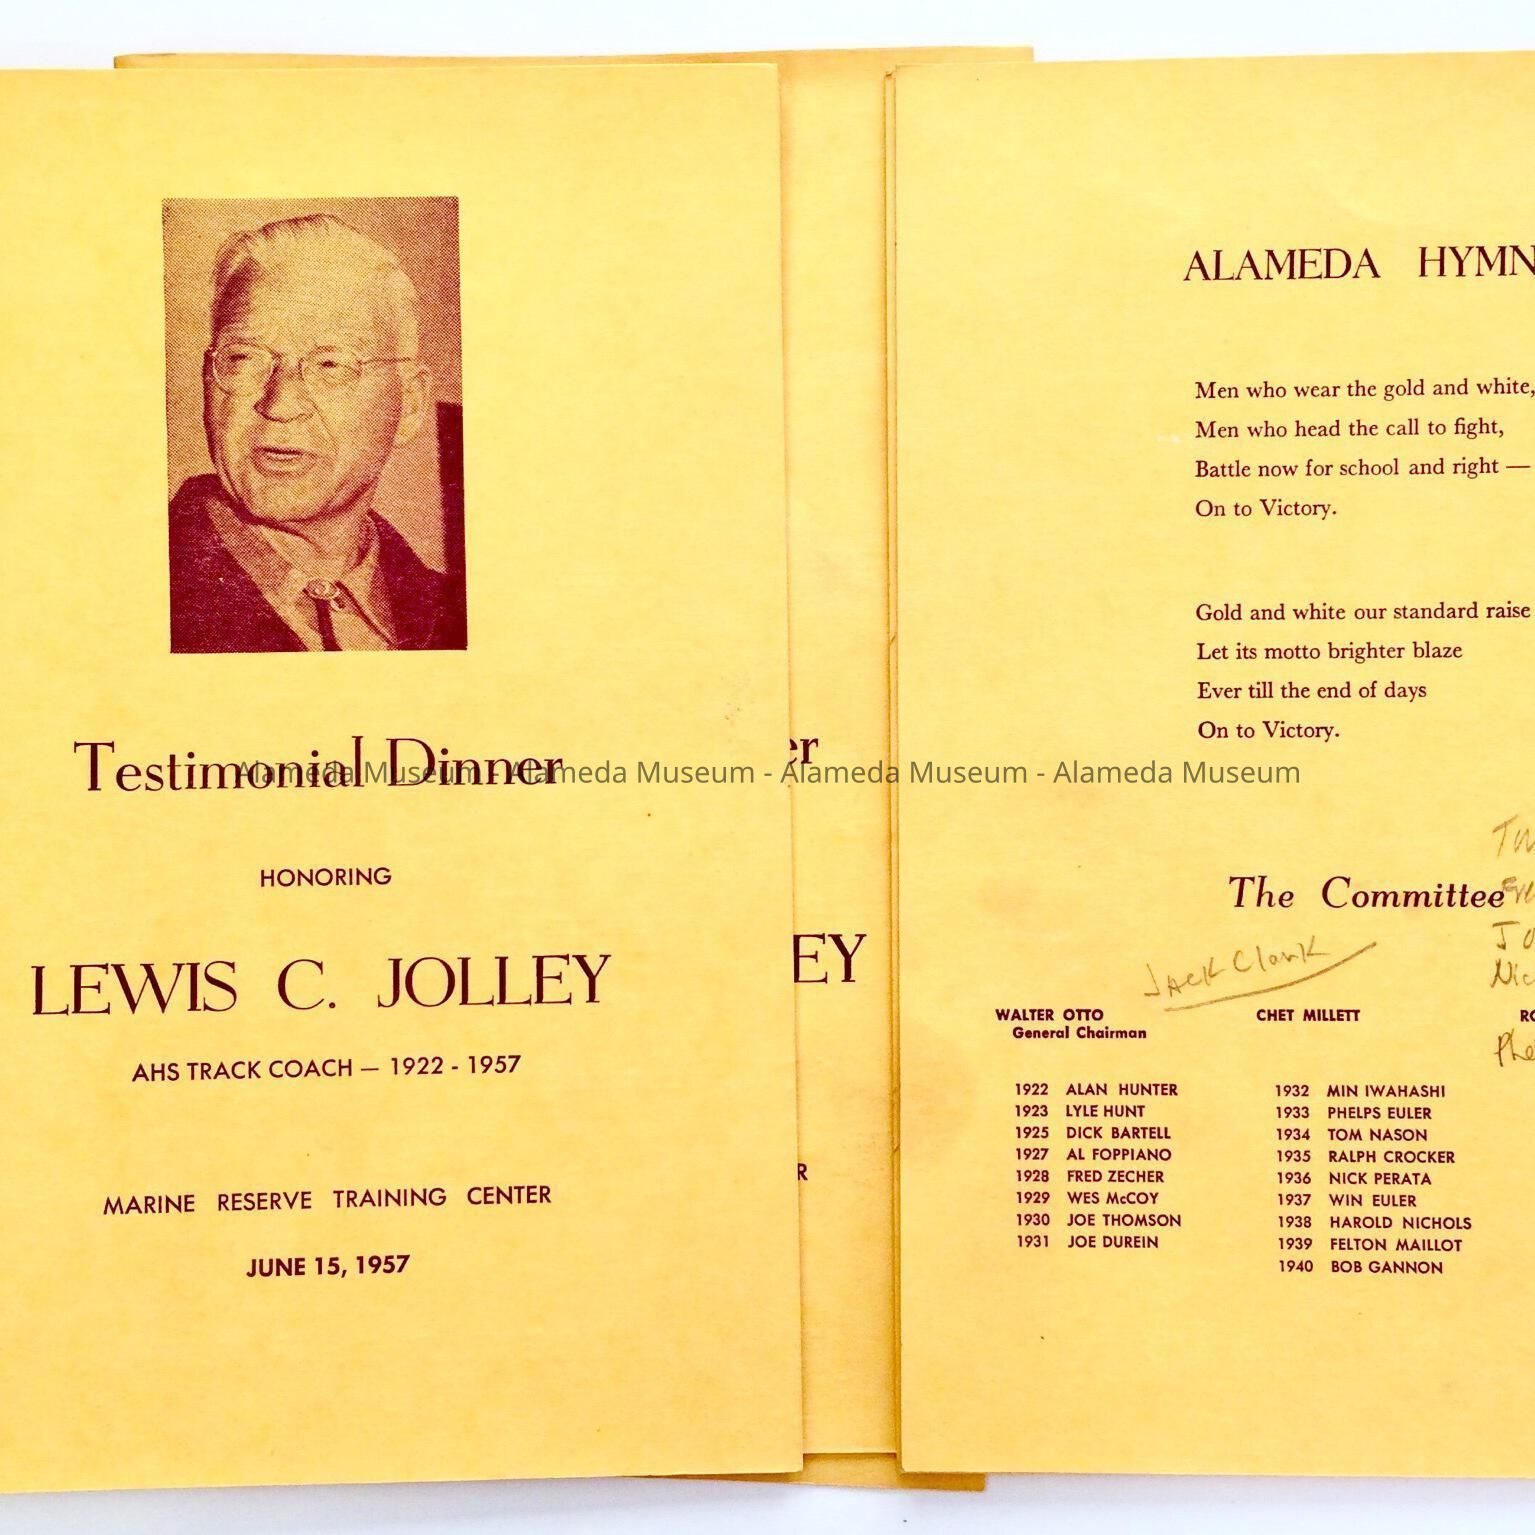 Testimonial Dinner
HONORING
LEWIS C. JOLLEY
AHS TRACK COACH — 1922 - 1957
MARINE RESERVE TRAINING CENTER
JUNE 15, 1957
er
EY
R
ALAMEDA HYMN
Men who wear the gold and white,
Men who head the call to fight,
Battle now for school and right —
On to Victory.
Gold and white our standard raise
Let its motto brighter blaze
Ever till the end of days
On to Victory.
Alameda Museum - Alameda Museum - Alameda Museum - Alameda Museum
The Committee
Jack Clark
WALTER OTTO
General Chairman
CHET MILLETT
RO
1922 ALAN HUNTER
1923 LYLE HUNT
1925 DICK BARTELL
1927 AL FOPPIANO
1928 FRED ZECHER
1929 WES McCOY
1930 JOE THOMSON
1931 JOE DUREIN
1932 MIN IWAHASHI
1933 PHELPS EULER
1934 TOM NASON
1935 RALPH CROCKER
1936 NICK PERATA
1937 WIN EULER
1938 HAROLD NICHOLS
1939 FELTON MAILLOT
1940 BOB GANNON
Nic
Phe